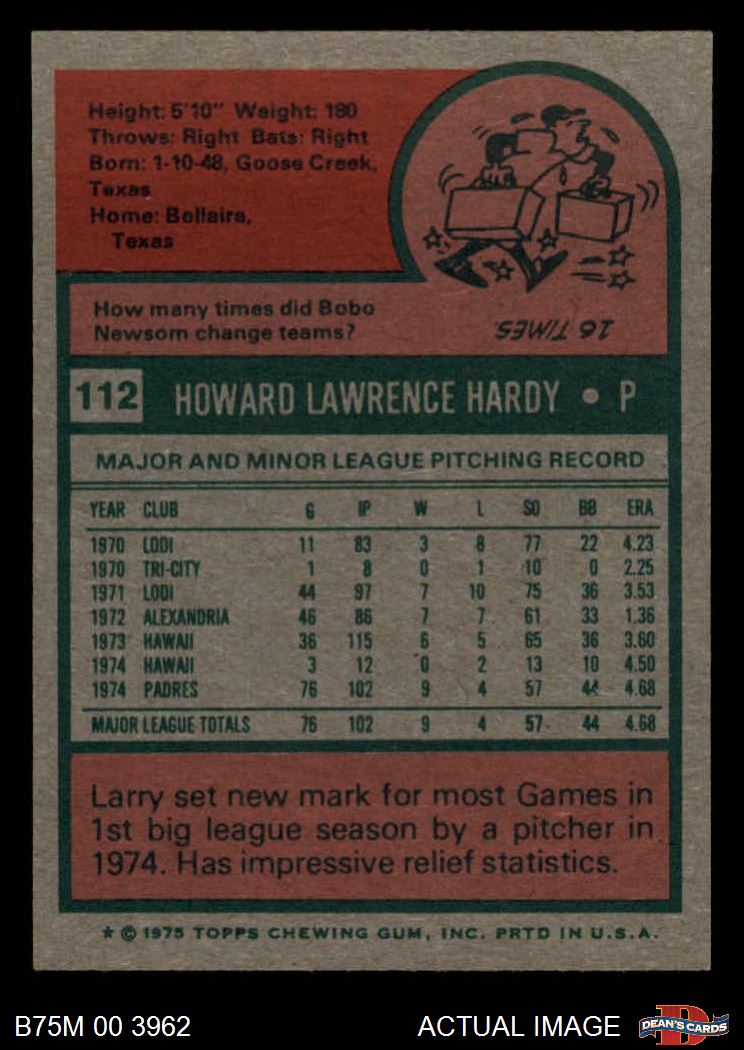 Height: 5'10" Weight: 180
Throws: Right Bats: Right
Born: 1-10-48, Goose Creek,
Texas
Home: Bellaire,
Texas
How many times did Bobo
Newsom change teams?
16 TIMES.
112 HOWARD LAWRENCE HARDY • P
MAJOR AND MINOR LEAGUE PITCHING RECORD
YEAR CLUB G IP W L SO BB ERA
1970 LODI 11 83 3 8 77 22 4.23
1970 TRI-CITY 1 8 0 1 10 0 2.25
1971 LODI 44 97 7 10 75 36 3.53
1972 ALEXANDRIA 46 86 7 7 61 33 1.36
1973 HAWAII 36 115 6 5 65 36 3.60
1974 HAWAII 3 12 0 2 13 10 4.50
1974 PADRES 76 102 9 4 57 44 4.68
MAJOR LEAGUE TOTALS 76 102 9 4 57 44 4.68
Larry set new mark for most Games in
1st big league season by a pitcher in
1974. Has impressive relief statistics.
★ © 1975 TOPPS CHEWING GUM, INC. PRTD IN U.S.A.
B75M 00 3962 ACTUAL IMAGE D DEAN'S CARDS